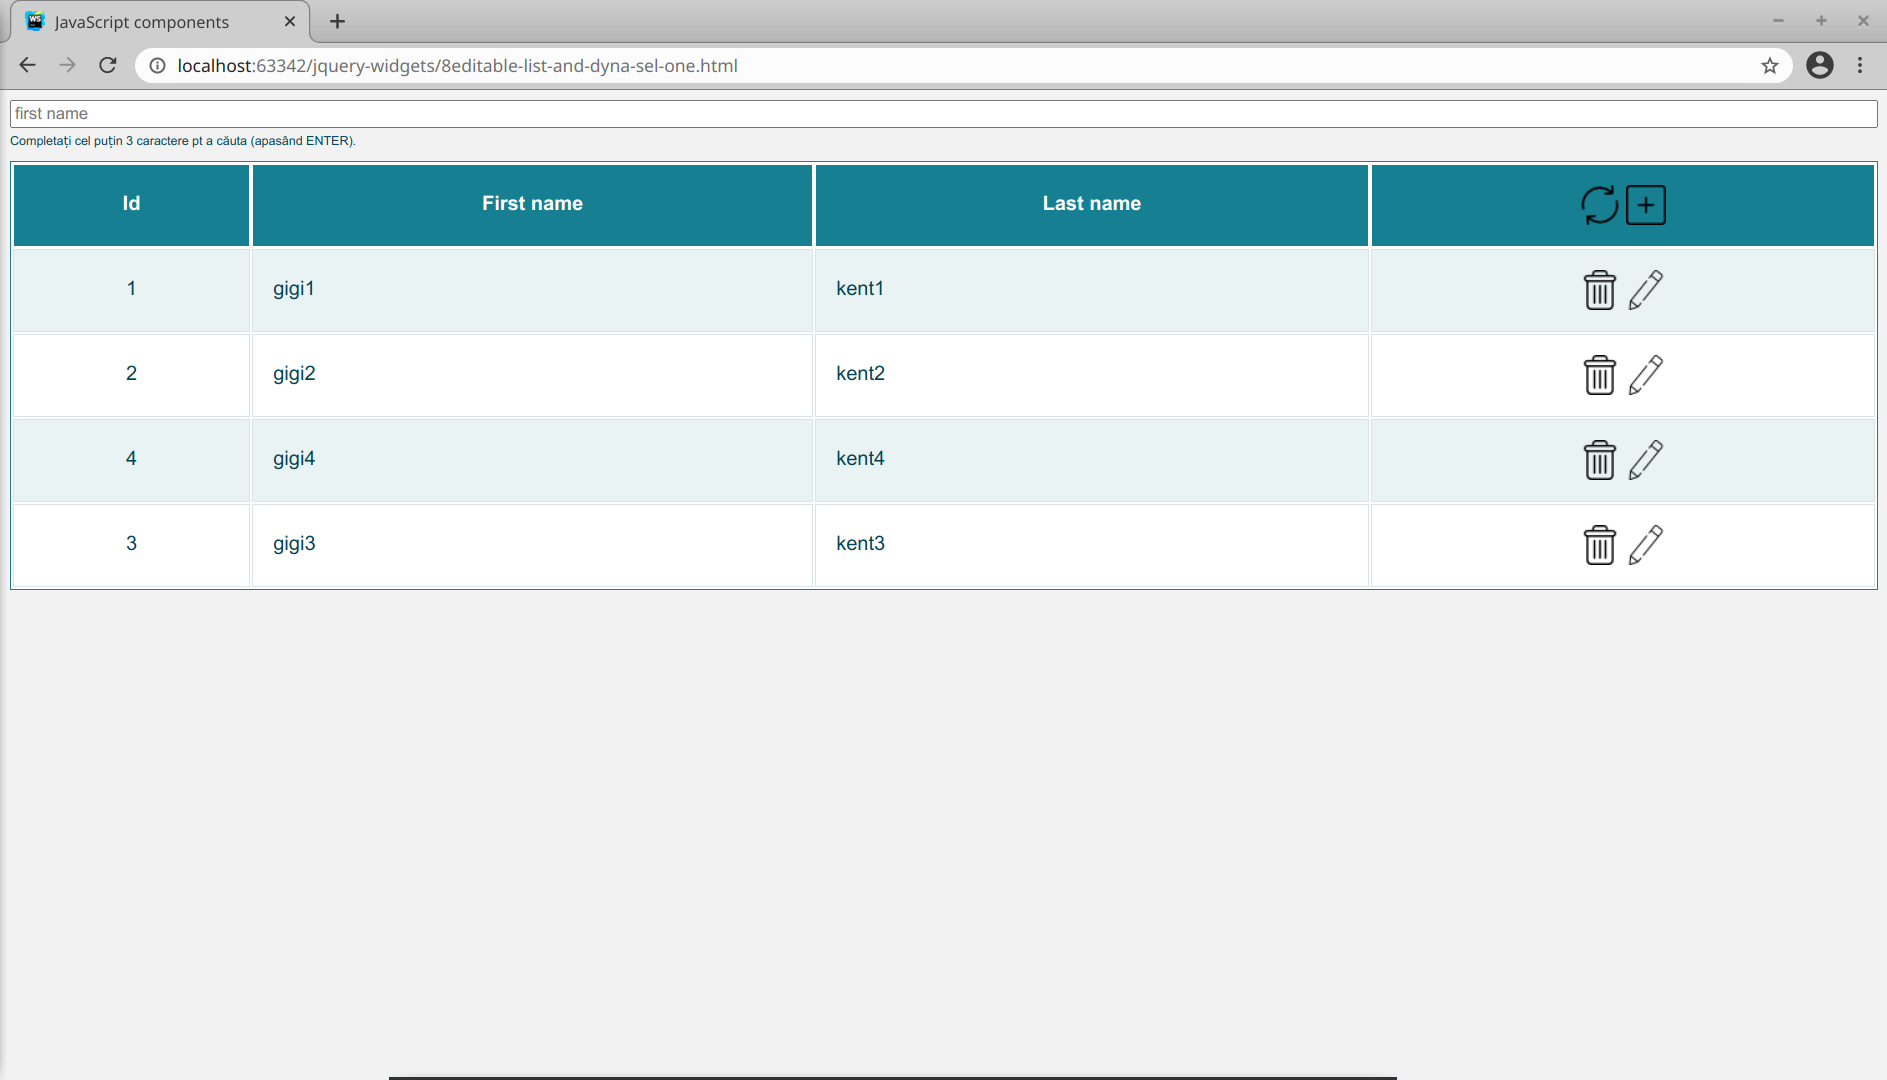 JavaScript components
localhost:63342/jquery-widgets/8editable-list-and-dyna-sel-one.html
first name
Completați cel puțin 3 caractere pt a căuta (apasând ENTER).
Id First name Last name
1 gigi1 kent1
2 gigi2 kent2
4 gigi4 kent4
3 gigi3 kent3